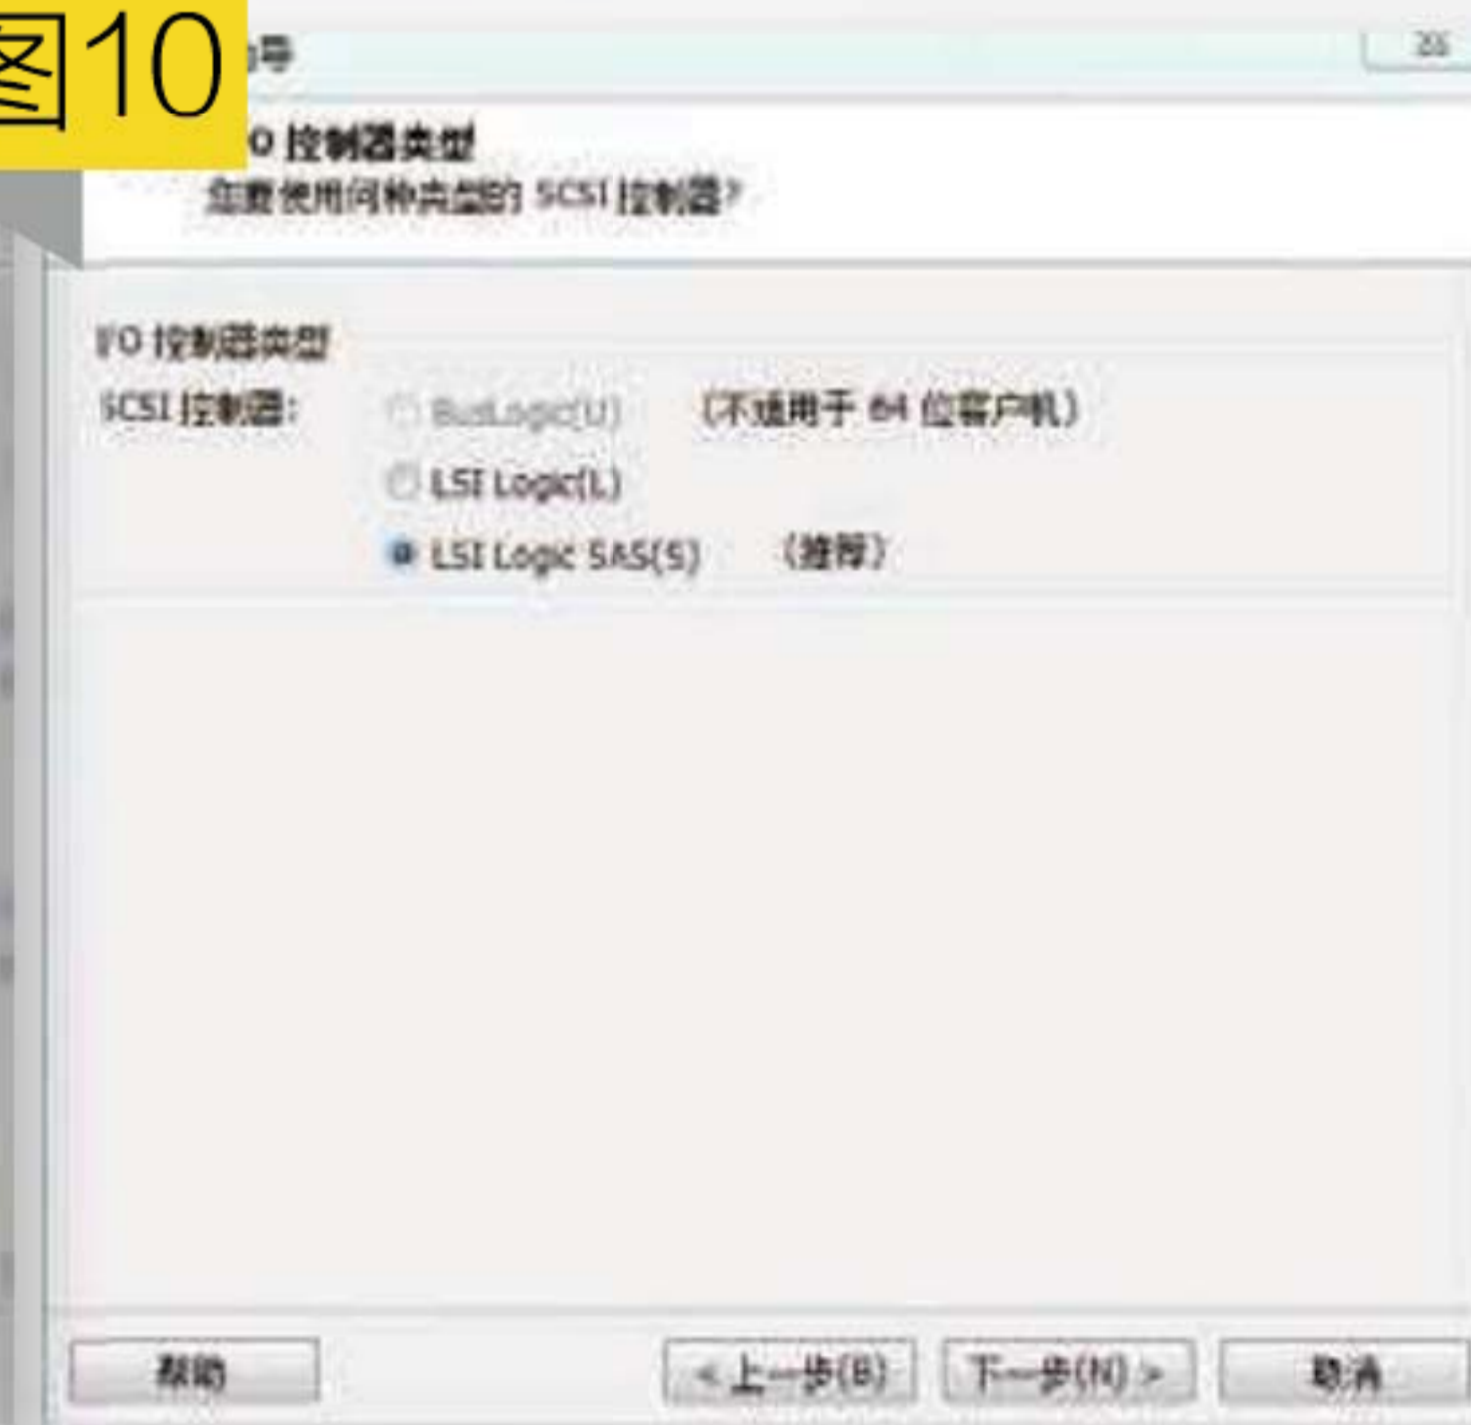 图10
导
O 控制器类型
您要使用何种类型的 SCSI 控制器?
I/O 控制器类型
SCSI 控制器:
BusLogic(U) (不适用于 64 位客户机)
LSI Logic(L)
LSI Logic SAS(S) (推荐)
帮助
< 上一步(B)
下一步(N) >
取消